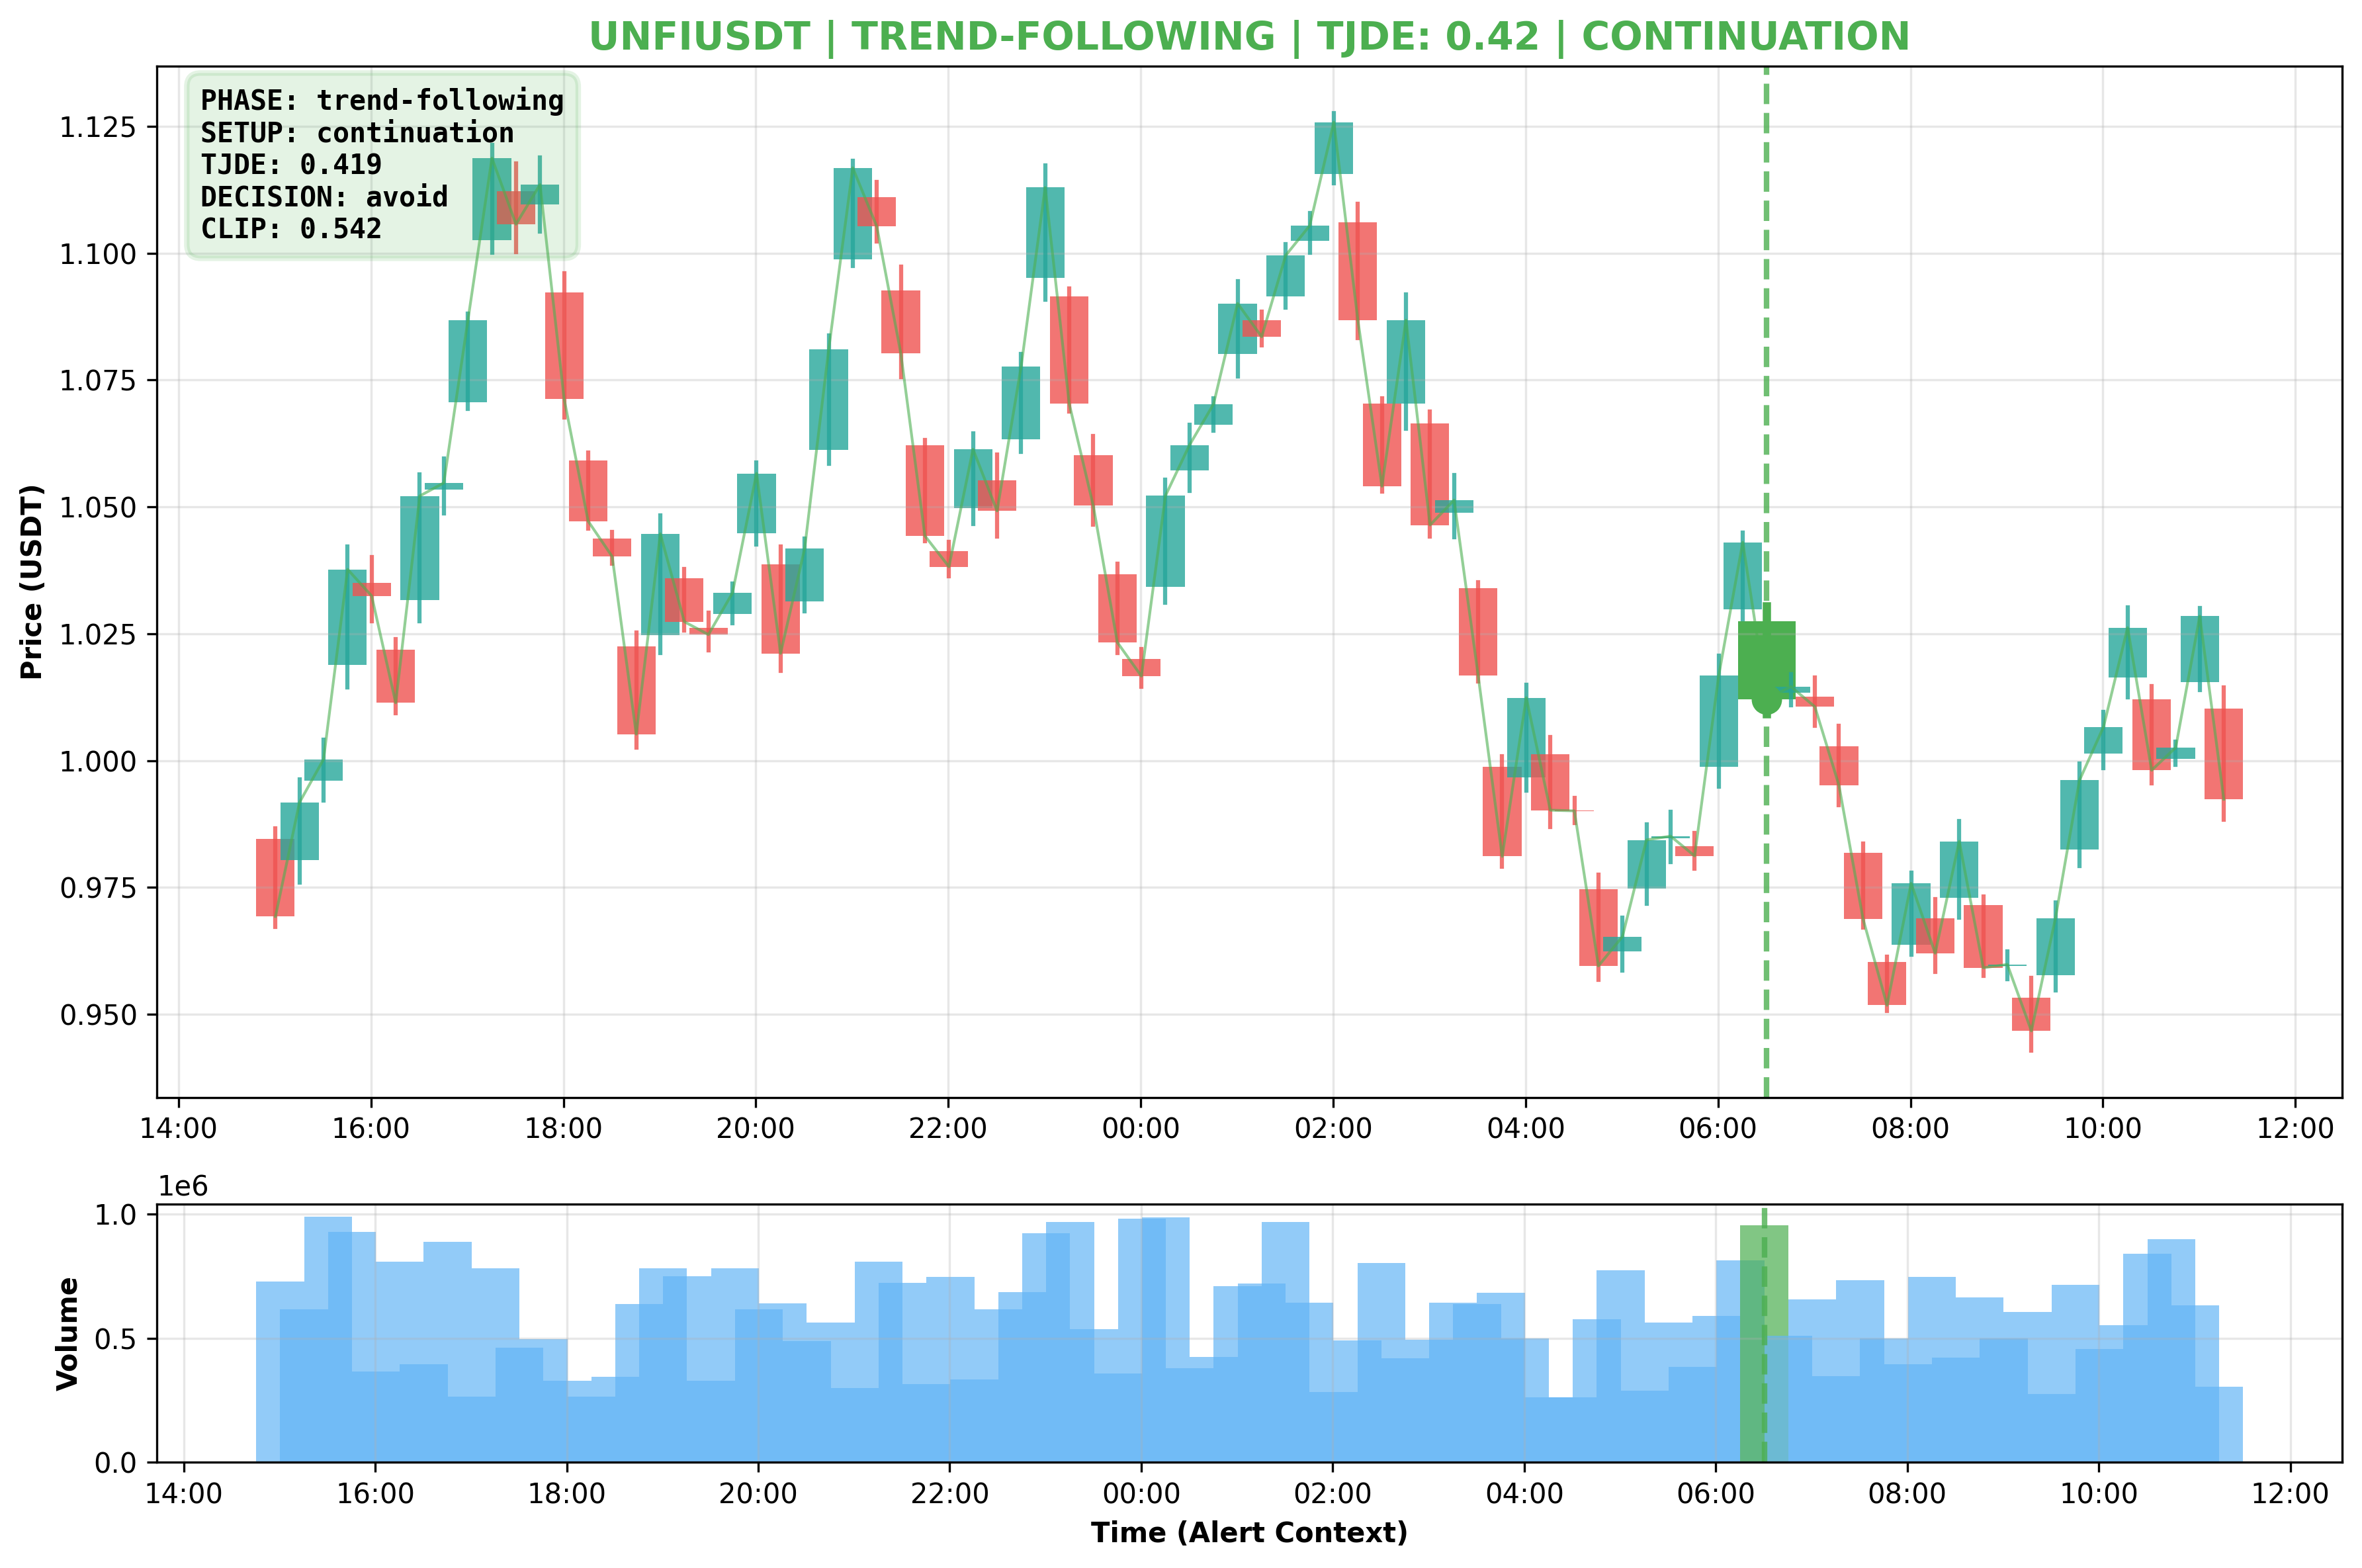 UNFIUSDT | TREND-FOLLOWING | TJDE: 0.42 | CONTINUATION
PHASE: trend-following
SETUP: continuation
TJDE: 0.419
DECISION: avoid
CLIP: 0.542
Price (USDT)
1.125
1.100
1.075
1.050
1.025
1.000
0.975
0.950
14:00 16:00 18:00 20:00 22:00 00:00 02:00 04:00 06:00 08:00 10:00 12:00
1e6
Volume
1.0
0.5
0.0
14:00 16:00 18:00 20:00 22:00 00:00 02:00 04:00 06:00 08:00 10:00 12:00
Time (Alert Context)